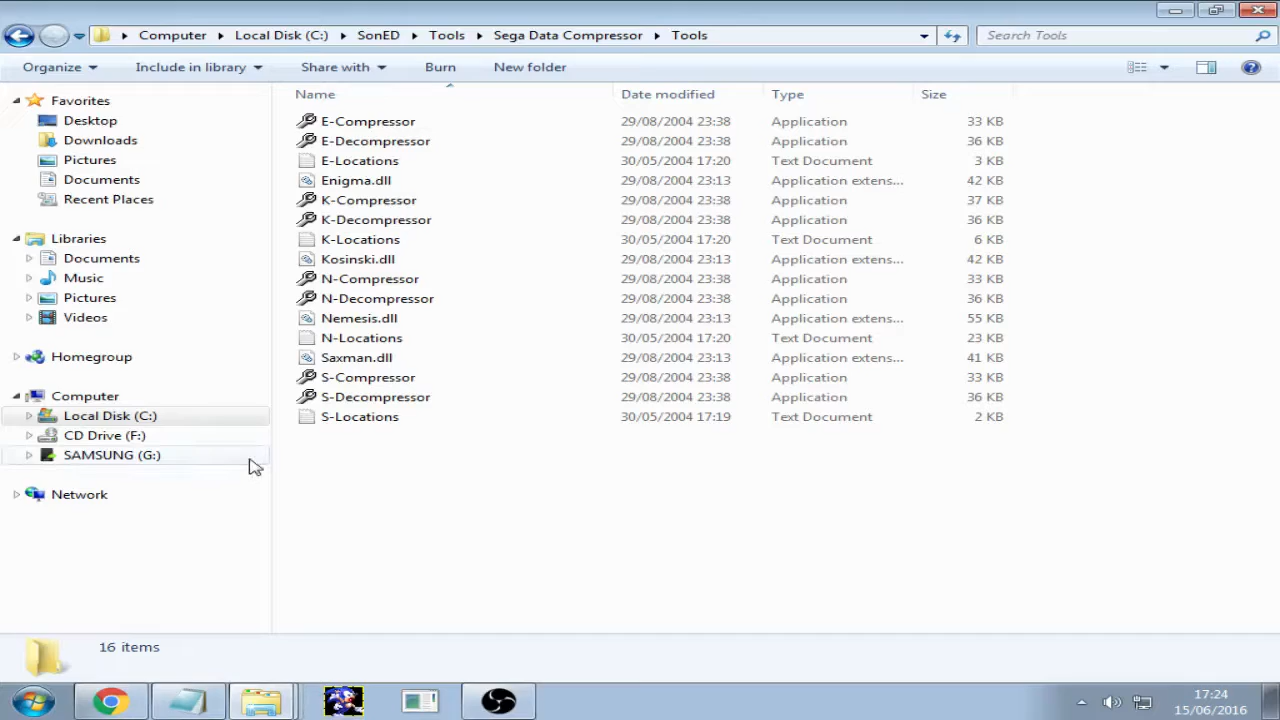 Computer Local Disk (C:) SonED Tools Sega Data Compressor Tools Search Tools
Organize Include in library Share with Burn New folder
Name Date modified Type Size
Favorites
Desktop
Downloads
Pictures
Documents
Recent Places
Libraries
Documents
Music
Pictures
Videos
Homegroup
Computer
Local Disk (C:)
CD Drive (F:)
SAMSUNG (G:)
Network
E-Compressor 29/08/2004 23:38 Application 33 KB
E-Decompressor 29/08/2004 23:38 Application 36 KB
E-Locations 30/05/2004 17:20 Text Document 3 KB
Enigma.dll 29/08/2004 23:13 Application extens... 42 KB
K-Compressor 29/08/2004 23:38 Application 37 KB
K-Decompressor 29/08/2004 23:38 Application 36 KB
K-Locations 30/05/2004 17:20 Text Document 6 KB
Kosinski.dll 29/08/2004 23:13 Application extens... 42 KB
N-Compressor 29/08/2004 23:38 Application 33 KB
N-Decompressor 29/08/2004 23:38 Application 36 KB
Nemesis.dll 29/08/2004 23:13 Application extens... 55 KB
N-Locations 30/05/2004 17:20 Text Document 23 KB
Saxman.dll 29/08/2004 23:13 Application extens... 41 KB
S-Compressor 29/08/2004 23:38 Application 33 KB
S-Decompressor 29/08/2004 23:38 Application 36 KB
S-Locations 30/05/2004 17:19 Text Document 2 KB
16 items
17:24
15/06/2016